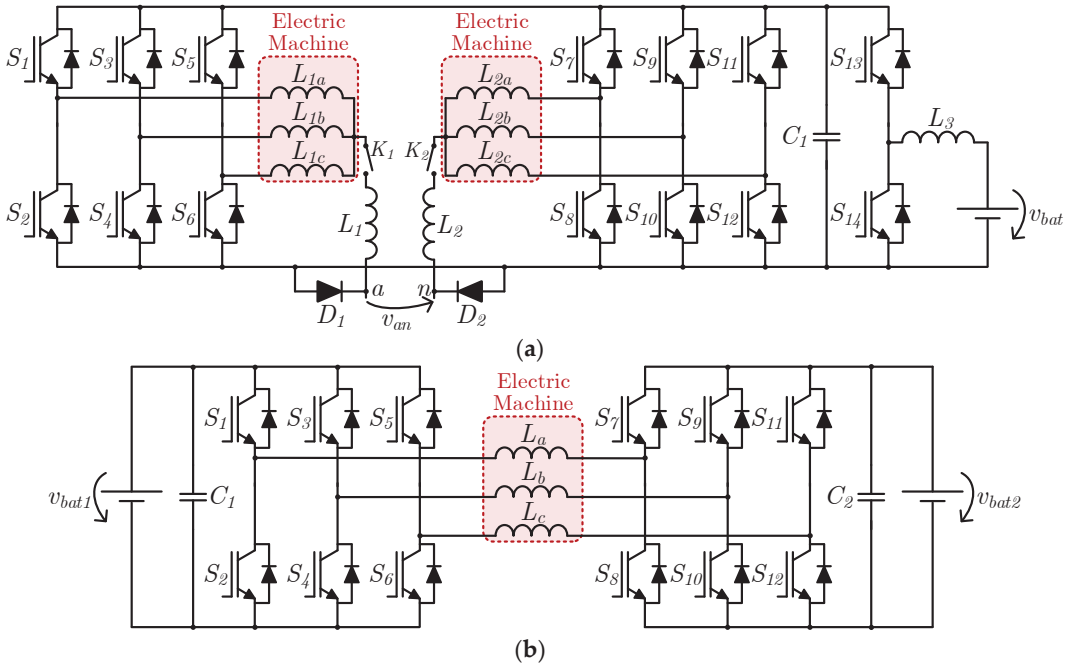 Electric
Machine
Electric
Machine
S1 S3 S5 S7 S9 S11 S13
L1a L2a
L1b L2b
L1c L2c
K1 K2
C1 L3
S2 S4 S6 L1 L2 S8 S10 S12 S14 vbat
D1 a n D2
van
(a)
Electric
Machine
S1 S3 S5 S7 S9 S11
La
Lb
Lc
vbat1 C1 C2 vbat2
S2 S4 S6 S8 S10 S12
(b)